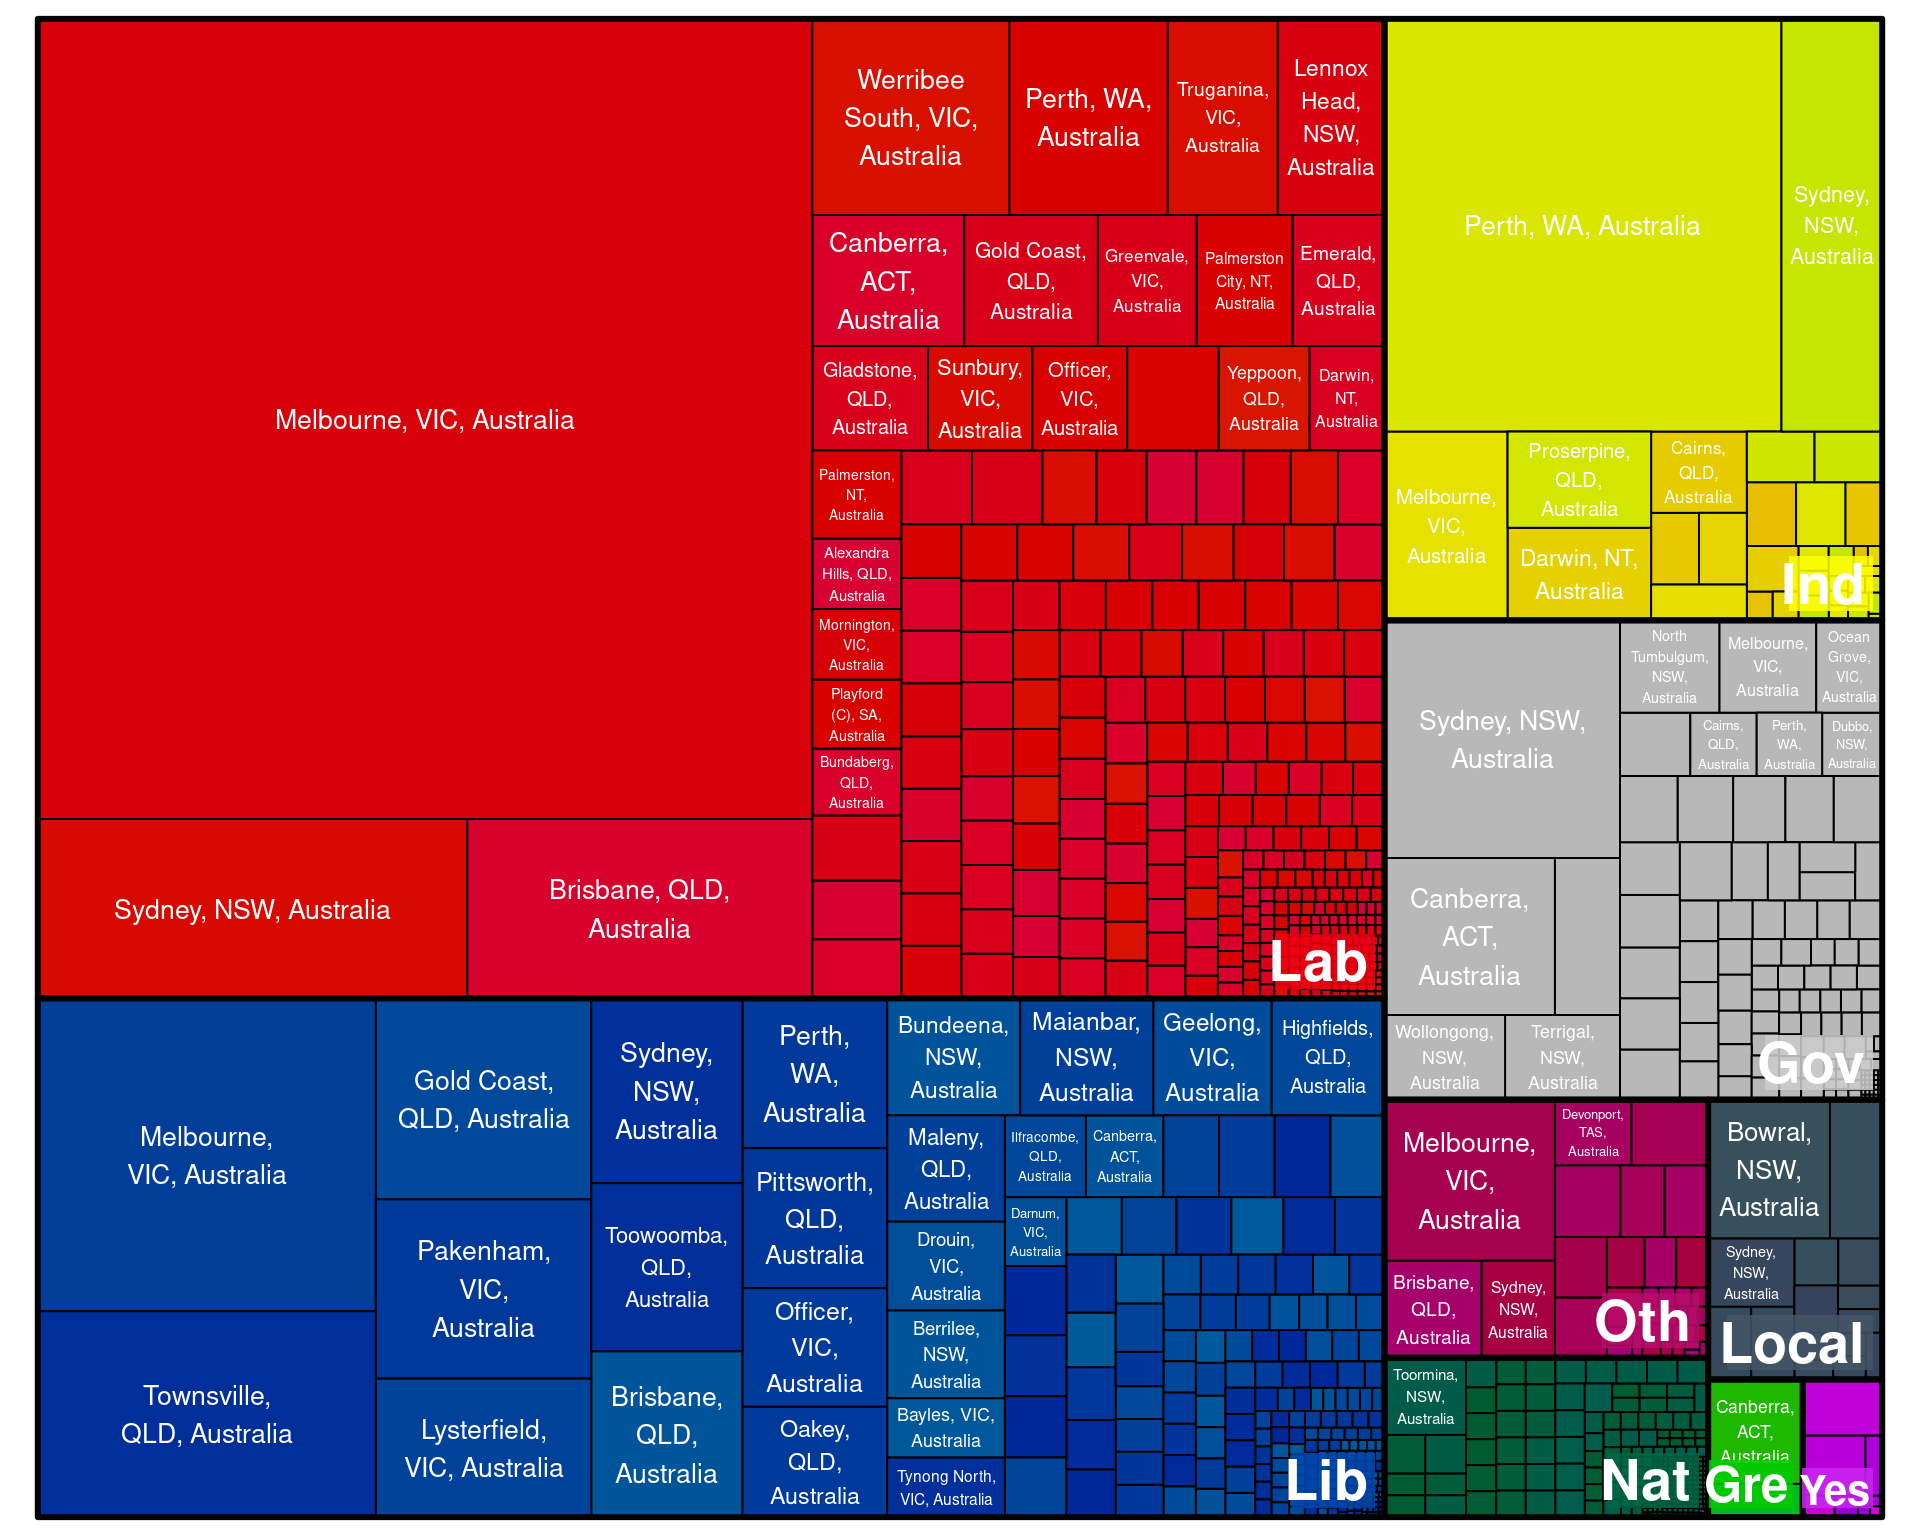 Melbourne, VIC, Australia
Sydney, NSW, Australia
Brisbane, QLD,
Australia
Werribee
South, VIC,
Australia
Perth, WA,
Australia
Truganina,
VIC,
Australia
Lennox
Head,
NSW,
Australia
Canberra,
ACT,
Australia
Gold Coast,
QLD,
Australia
Greenvale,
VIC,
Australia
Palmerston
City, NT,
Australia
Emerald,
QLD,
Australia
Gladstone,
QLD,
Australia
Sunbury,
VIC,
Australia
Officer,
VIC,
Australia
Yeppoon,
QLD,
Australia
Darwin,
NT,
Australia
Palmerston,
NT,
Australia
Alexandra
Hills, QLD,
Australia
Mornington,
VIC,
Australia
Playford
(C), SA,
Australia
Bundaberg,
QLD,
Australia
Lab
Perth, WA, Australia
Sydney,
NSW,
Australia
Melbourne,
VIC,
Australia
Proserpine,
QLD,
Australia
Cairns,
QLD,
Australia
Darwin, NT,
Australia
Ind
Sydney, NSW,
Australia
North
Tumbulgum,
NSW,
Australia
Melbourne,
VIC,
Australia
Ocean
Grove,
VIC,
Australia
Cairns,
QLD,
Australia
Perth,
WA,
Australia
Dubbo,
NSW,
Australia
Canberra,
ACT,
Australia
Wollongong,
NSW,
Australia
Terrigal,
NSW,
Australia
Gov
Melbourne,
VIC, Australia
Townsville,
QLD, Australia
Gold Coast,
QLD, Australia
Pakenham,
VIC,
Australia
Lysterfield,
VIC, Australia
Sydney,
NSW,
Australia
Toowoomba,
QLD,
Australia
Brisbane,
QLD,
Australia
Perth,
WA,
Australia
Pittsworth,
QLD,
Australia
Officer,
VIC,
Australia
Oakey,
QLD,
Australia
Bundeena,
NSW,
Australia
Maianbar,
NSW,
Australia
Geelong,
VIC,
Australia
Highfields,
QLD,
Australia
Maleny,
QLD,
Australia
Drouin,
VIC,
Australia
Berrilee,
NSW,
Australia
Bayles, VIC,
Australia
Tynong North,
VIC, Australia
Ilfracombe,
QLD,
Australia
Canberra,
ACT,
Australia
Darnum,
VIC,
Australia
Lib
Melbourne,
VIC,
Australia
Devonport,
TAS,
Australia
Brisbane,
QLD,
Australia
Sydney,
NSW,
Australia
Oth
Bowral,
NSW,
Australia
Sydney,
NSW,
Australia
Local
Toormina,
NSW,
Australia
Nat
Canberra,
ACT,
Australia
Gre
Yes